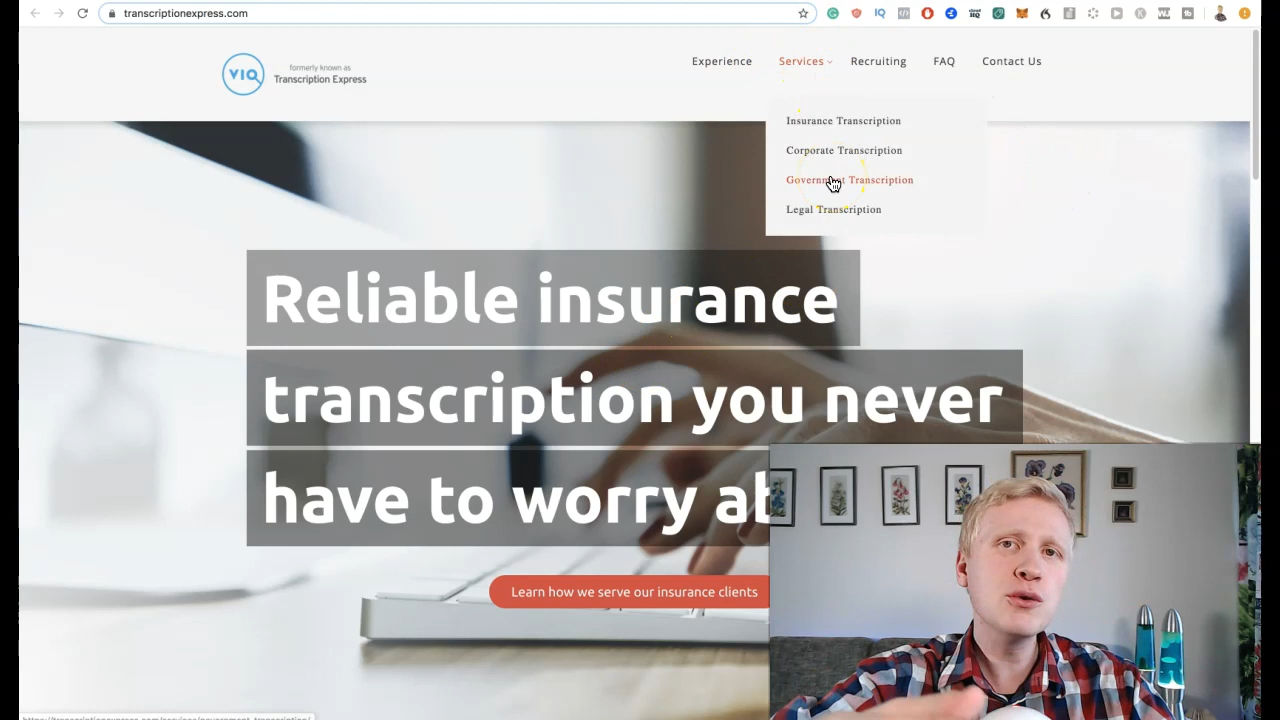 transcriptionexpress.com
VIQ
formerly known as
Transcription Express
Experience
Services
Recruiting
FAQ
Contact Us
Insurance Transcription
Corporate Transcription
Government Transcription
Legal Transcription
Reliable insurance
transcription you never
have to worry ab
Learn how we serve our insurance clients